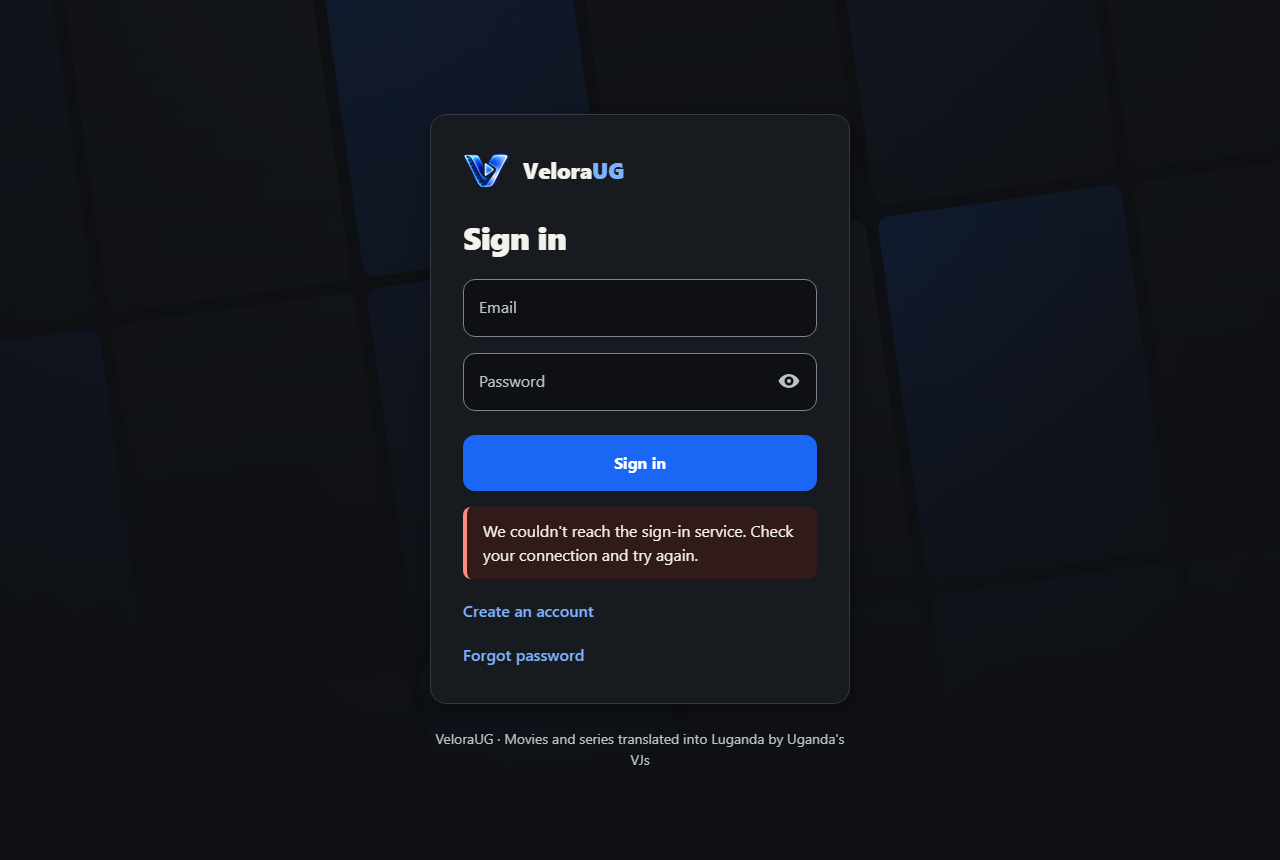 VeloraUG
Sign in
Email
Password
Sign in
We couldn't reach the sign-in service. Check
your connection and try again.
Create an account
Forgot password
VeloraUG · Movies and series translated into Luganda by Uganda's
VJs